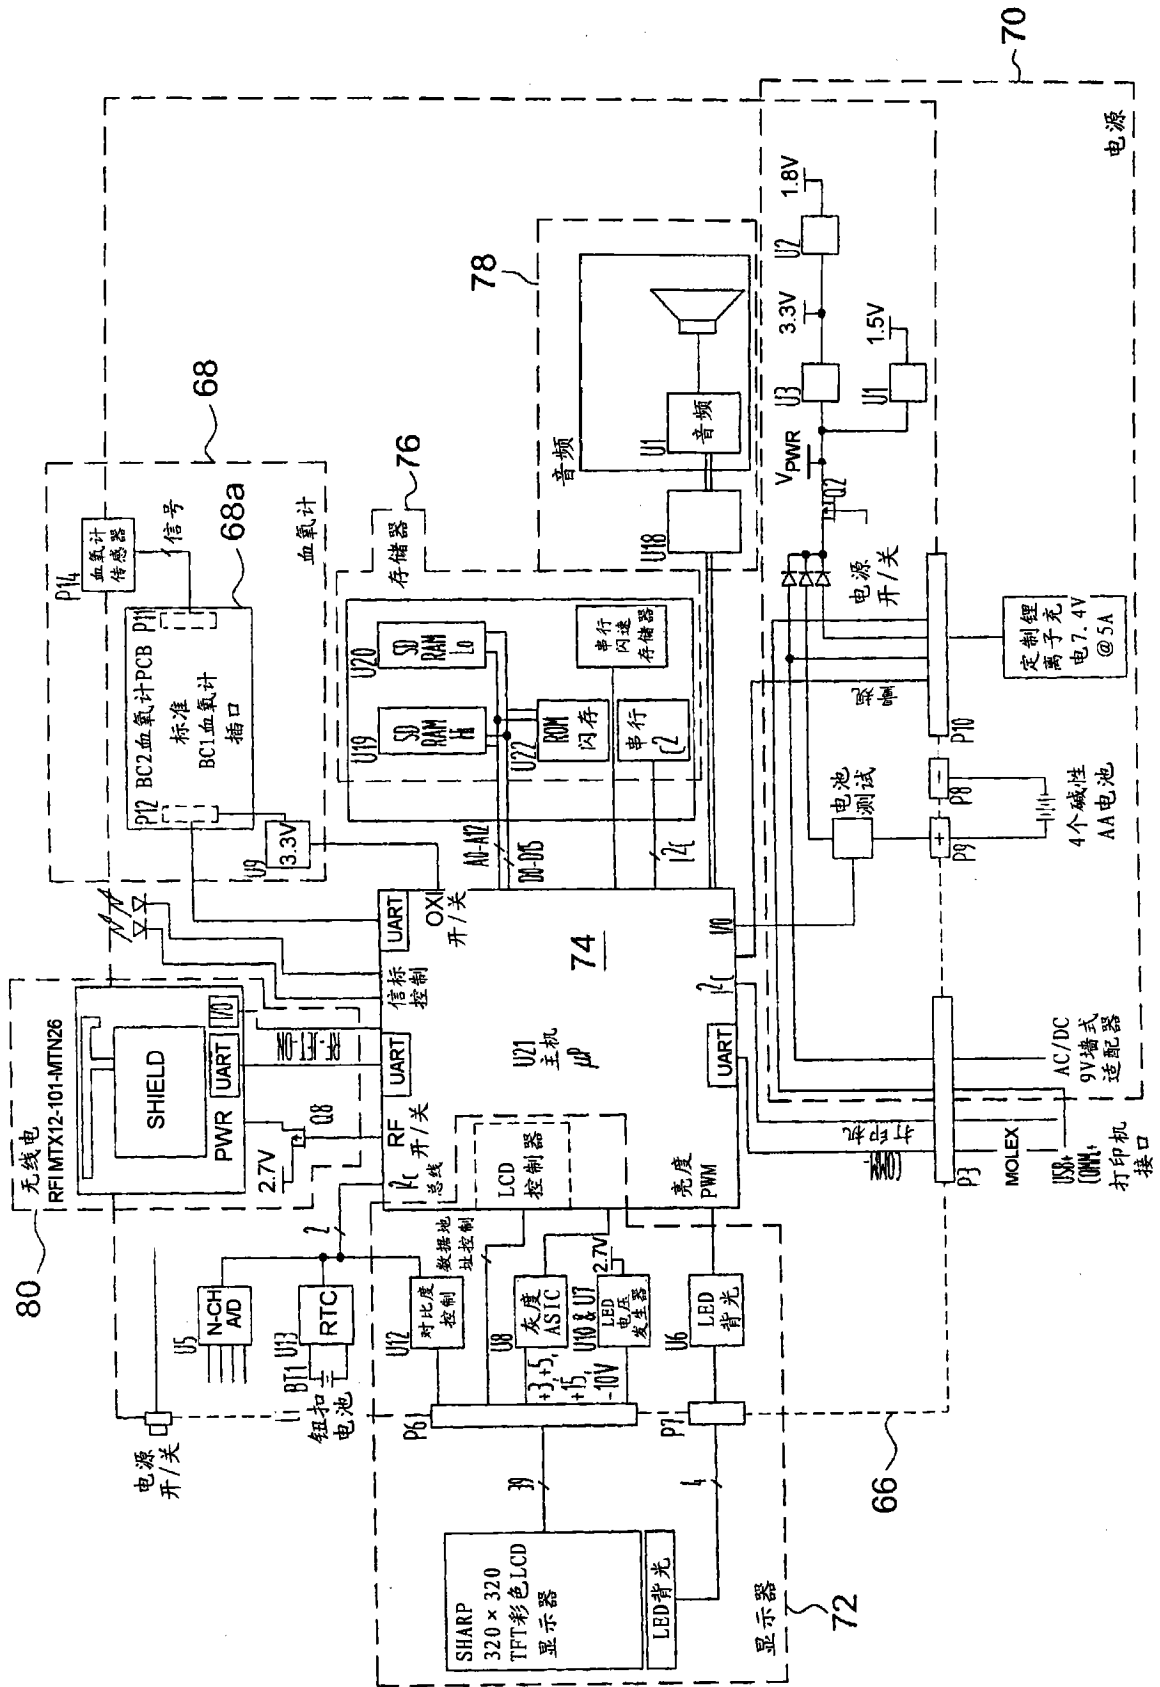 80
无线电
RFIMTX12-101-MTN26
SHIELD
PWR
UART
I/O
2.7V
Q8
电源
开/关
U5
N-CH
A/D
U13
RTC
BT1
钮扣
电池
2
U12
对比度
控制
数据地
址控制
U8
灰度
ASIC
+3,+5,
+15,
-10V
U10 & U7
LED
电压
发生器
2.7V
U6
LED
背光
P6
P7
39
4
SHARP
320×320
TFT彩色LCD
显示器
LED背光
显示器
72
66
68
68a
P14
血氧计
传感器
信号
血氧计
P11
P12
BC2血氧计PCB
标准
BC1血氧计
插口
U9
3.3V
UART
OXI
开/关
信标
控制
UART
RF
开/关
I²C
总线
LCD
控制器
亮度
PWM
U21
主机
μP
74
UART
I²C
I/O
76
存储器
U20
SD
RAM
Lo
U19
SD
RAM
Hi
U22
ROM
闪存
串行
闪速
存储器
串行
A0-A12
D0-D15
I²C
78
音频
U1
音频
U18
70
电源
1.8V
U2
3.3V
U3
1.5V
U1
VPWR
Q2
电源
开/关
电池
测试
P10
P8
P9
-
+
定制锂
离子充
电7.4V
@5A
4个碱性
AA电池
P3
打印机
MOLEX
USB+
COMM+
打印机
接口
AC/DC
9V墙式
适配器